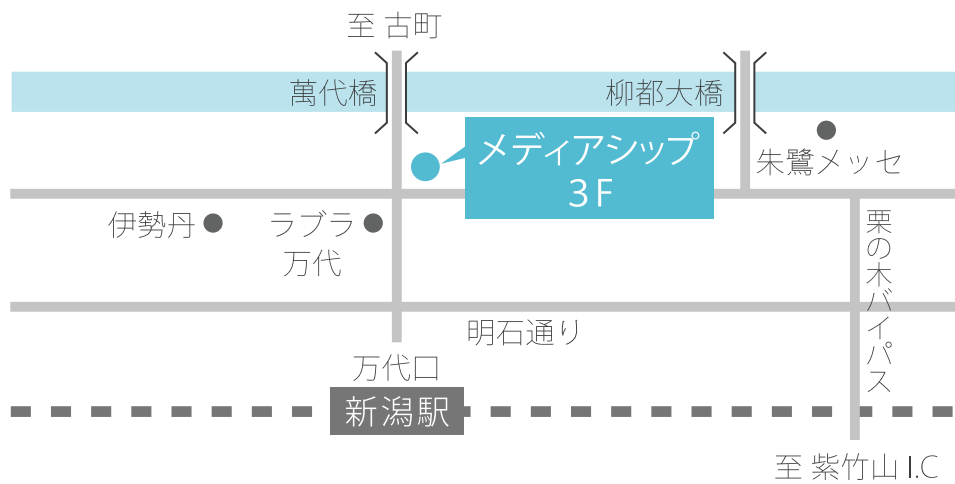 至 古町
萬代橋
柳都大橋
メディアシップ
3F
朱鷺メッセ
伊勢丹
ラブラ
万代
栗の木バイパス
明石通り
万代口
新潟駅
至 紫竹山 I.C